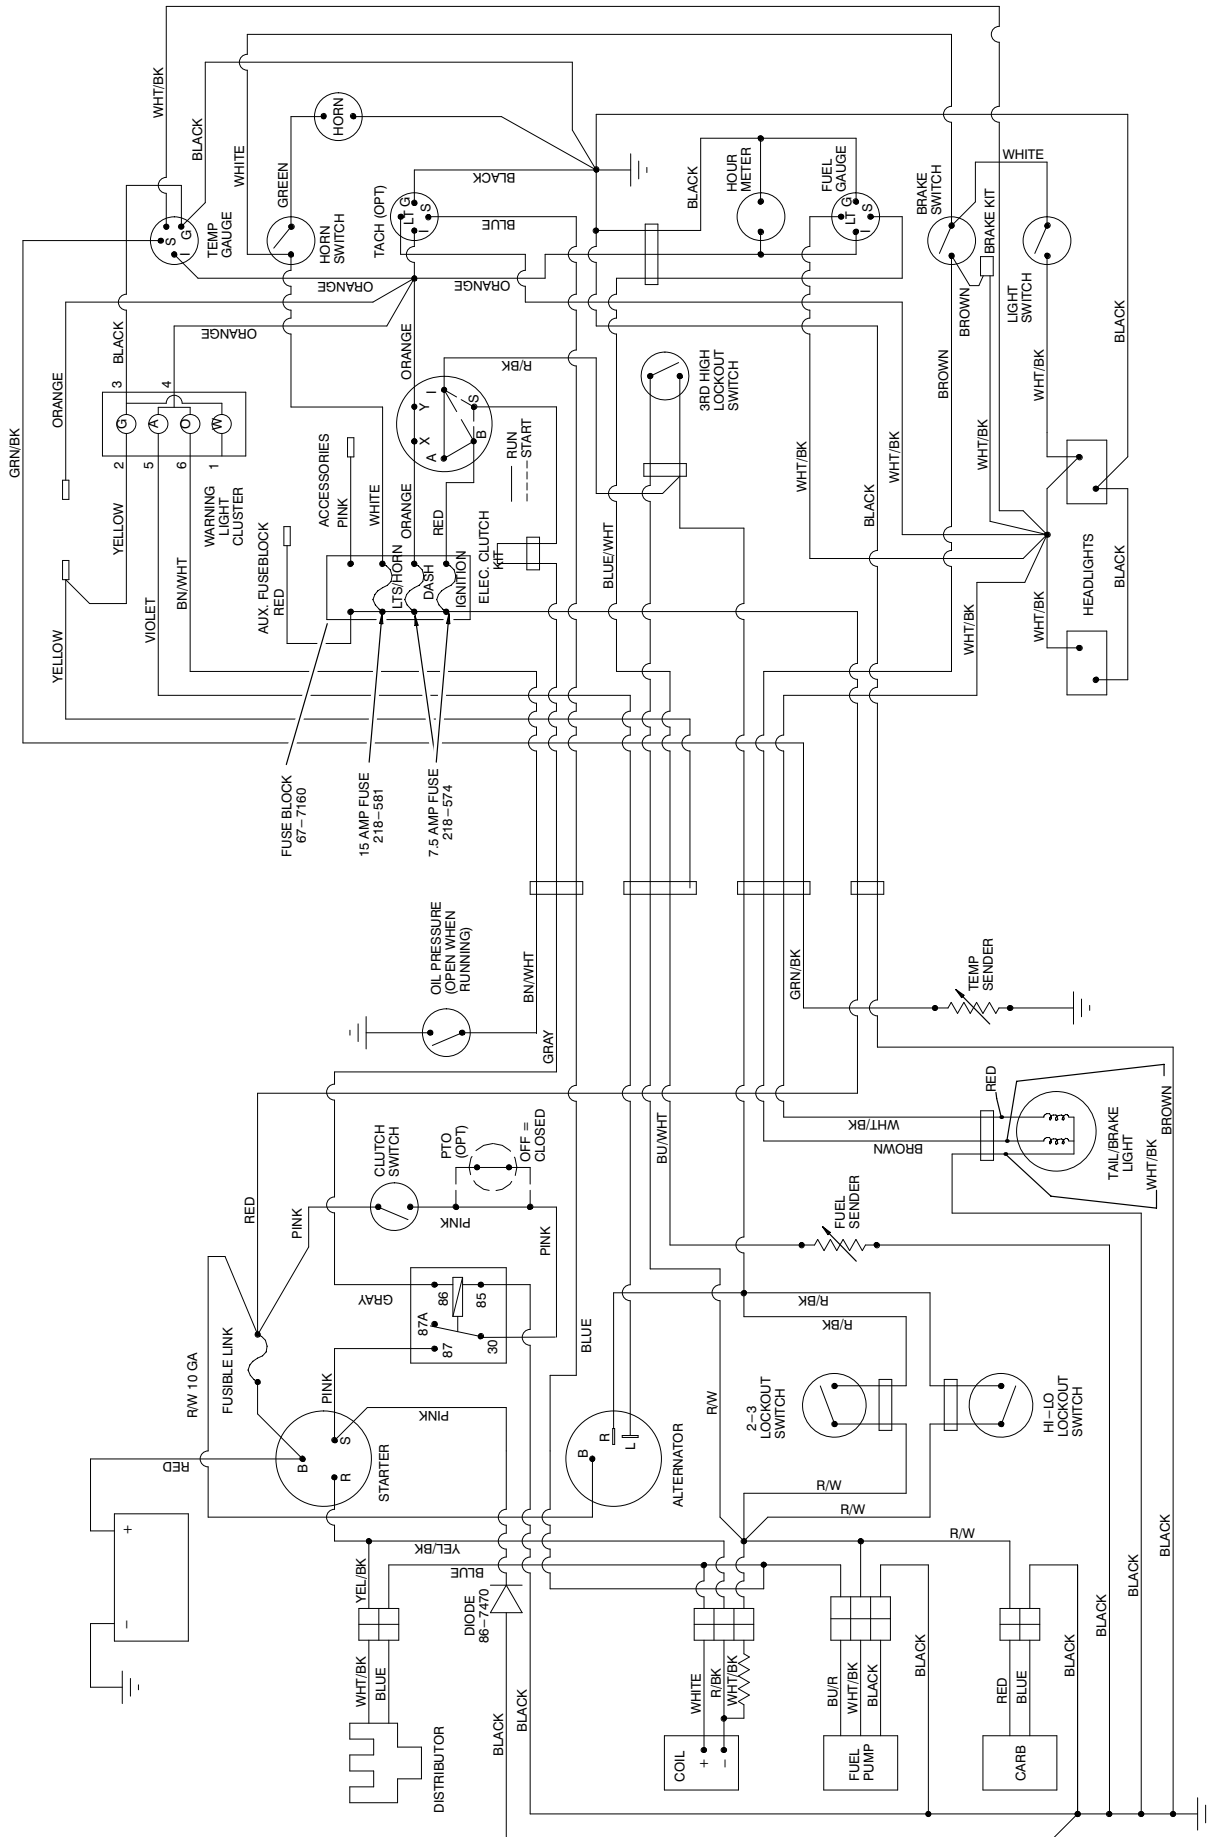 WHT/BK
BLACK
WHITE
GREEN
HORN
S
G
I
TEMP
GAUGE
HORN
SWITCH
TACH (OPT)
LT
G
S
I
BLACK
BLUE
BLACK
HOUR
METER
FUEL
GAUGE
LT
G
S
I
BRAKE
SWITCH
WHITE
BRAKE KIT
BROWN
LIGHT
SWITCH
ORANGE
ORANGE
ORANGE
ORANGE
BLACK
3
4
G
A
O
W
2
5
6
1
GRN/BK
ORANGE
YELLOW
YELLOW
VIOLET
BN/WHT
WARNING
LIGHT
CLUSTER
AUX. FUSEBLOCK
RED
ACCESSORIES
PINK
WHITE
ORANGE
RED
LTS/HORN
DASH
IGNITION
ELEC. CLUTCH
KIT
ORANGE
R/BK
X
Y
A
I
B
S
RUN
START
3RD HIGH
LOCKOUT
SWITCH
BLUE/WHT
WHT/BK
BLACK
WHT/BK
BROWN
WHT/BK
WHT/BK
BLACK
WHT/BK
WHT/BK
BLACK
HEADLIGHTS
FUSE BLOCK
67-7160
15 AMP FUSE
218-581
7.5 AMP FUSE
218-574
OIL PRESSURE
(OPEN WHEN
RUNNING)
BN/WHT
GRAY
GRN/BK
TEMP
SENDER
RED
PINK
CLUTCH
SWITCH
PTO
(OPT)
OFF =
CLOSED
PINK
PINK
BU/WHT
FUEL
SENDER
WHT/BK
BROWN
RED
TAIL/BRAKE
LIGHT
WHT/BK
BROWN
R/W 10 GA
FUSIBLE LINK
GRAY
87A
86
85
87
30
PINK
PINK
BLUE
RED
B
S
R
STARTER
+
-
B
R
L
ALTERNATOR
R/W
R/BK
R/BK
2-3
LOCKOUT
SWITCH
HI-LO
LOCKOUT
SWITCH
R/W
R/W
R/W
YEL/BK
YEL/BK
BLUE
WHT/BK
BLUE
DISTRIBUTOR
DIODE
86-7470
BLACK
BLACK
WHITE
R/BK
WHT/BK
COIL
+
-
BU/R
WHT/BK
BLACK
FUEL
PUMP
BLACK
RED
BLUE
CARB
BLACK
BLACK
BLACK
BLACK